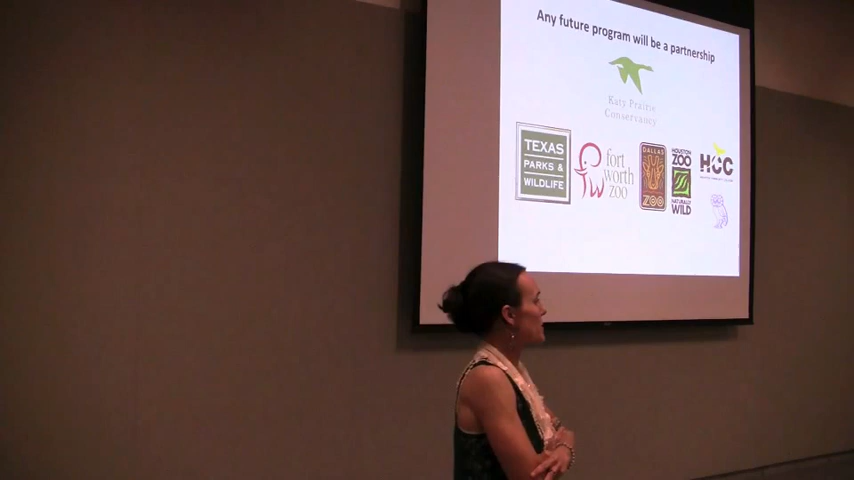 Any future program will be a partnership
Katy Prairie
Conservancy
TEXAS
PARKS &
WILDLIFE
fort
worth
zoo
DALLAS
ZOO
HOUSTON
ZOO
NATURALLY
WILD
HCC